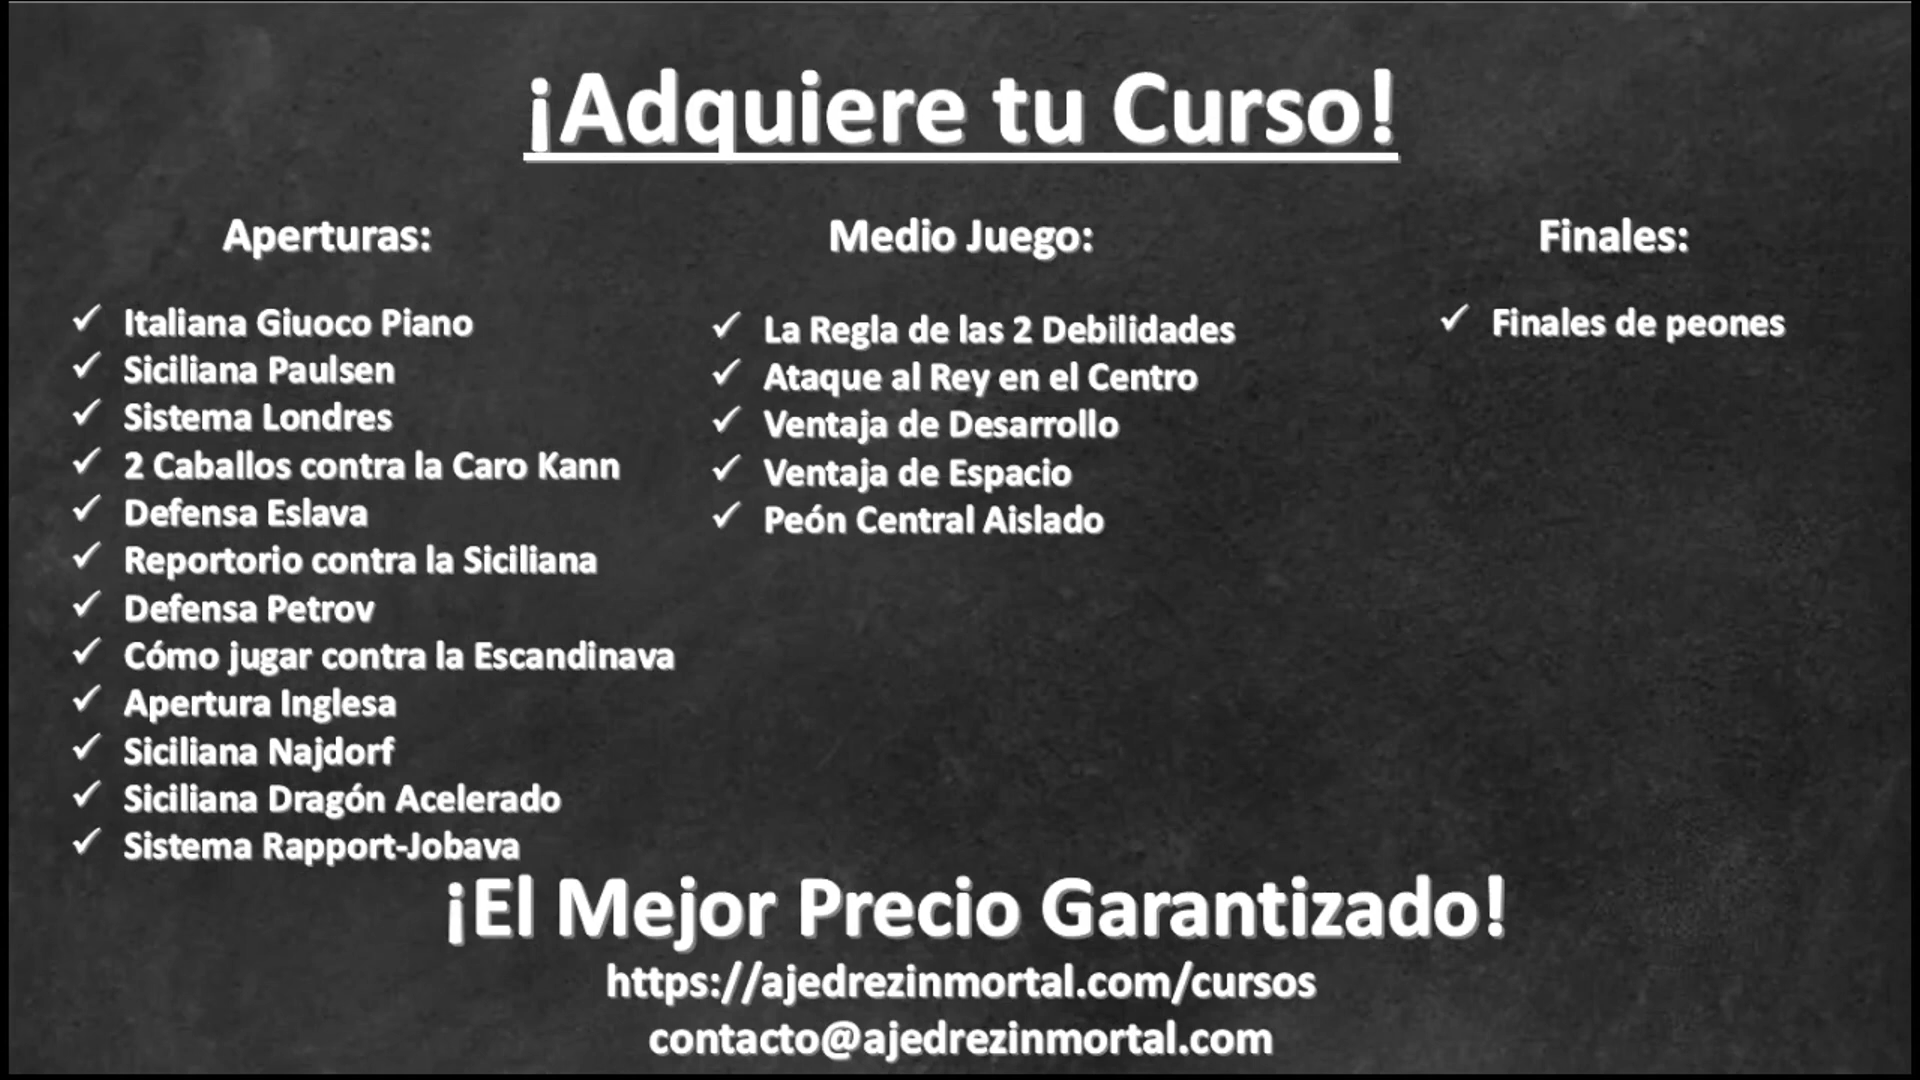 ¡Adquiere tu Curso!
Aperturas:
Italiana Giuoco Piano
Siciliana Paulsen
Sistema Londres
2 Caballos contra la Caro Kann
Defensa Eslava
Reportorio contra la Siciliana
Defensa Petrov
Cómo jugar contra la Escandinava
Apertura Inglesa
Siciliana Najdorf
Siciliana Dragón Acelerado
Sistema Rapport-Jobava
Medio Juego:
La Regla de las 2 Debilidades
Ataque al Rey en el Centro
Ventaja de Desarrollo
Ventaja de Espacio
Peón Central Aislado
Finales:
Finales de peones
¡El Mejor Precio Garantizado!
https://ajedrezinmortal.com/cursos
contacto@ajedrezinmortal.com